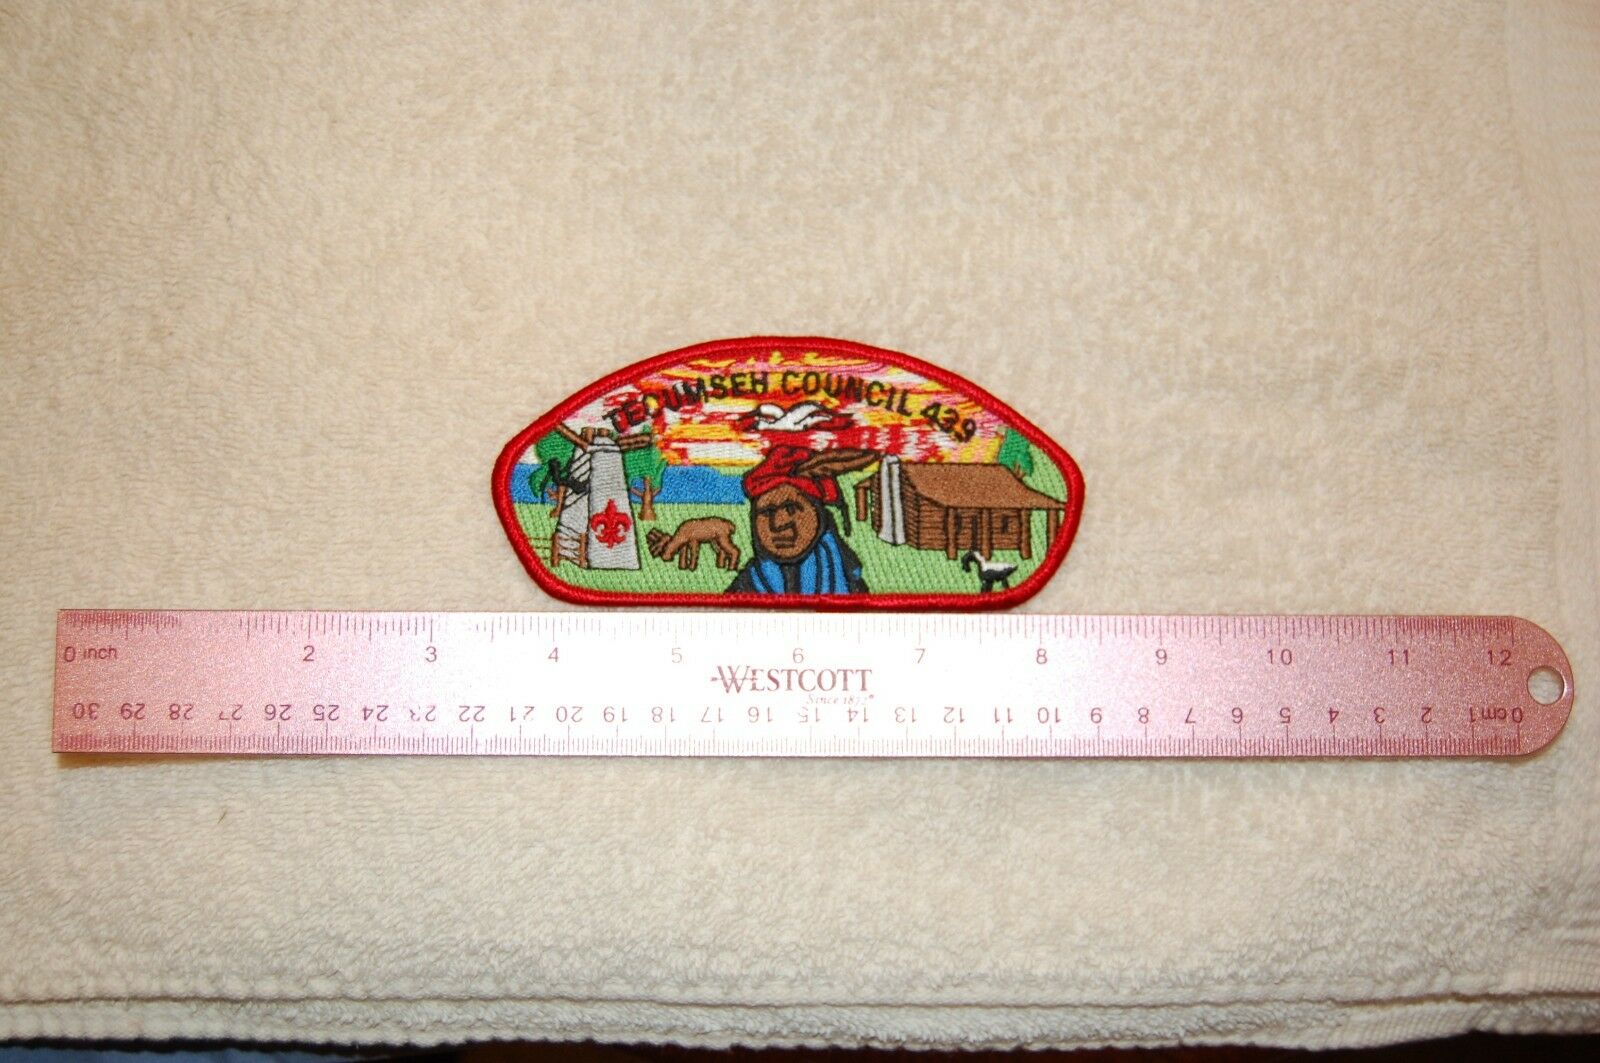 TECUMSEH COUNCIL 439
0 inch 2 3 4 5 6 7 8 9 10 11 12
WESTCOTT
Since 1872®
30 29 28 27 26 25 24 23 22 21 20 19 18 17 16 15 14 13 12 11 10 9 8 7 6 5 4 3 2 1 cm 0